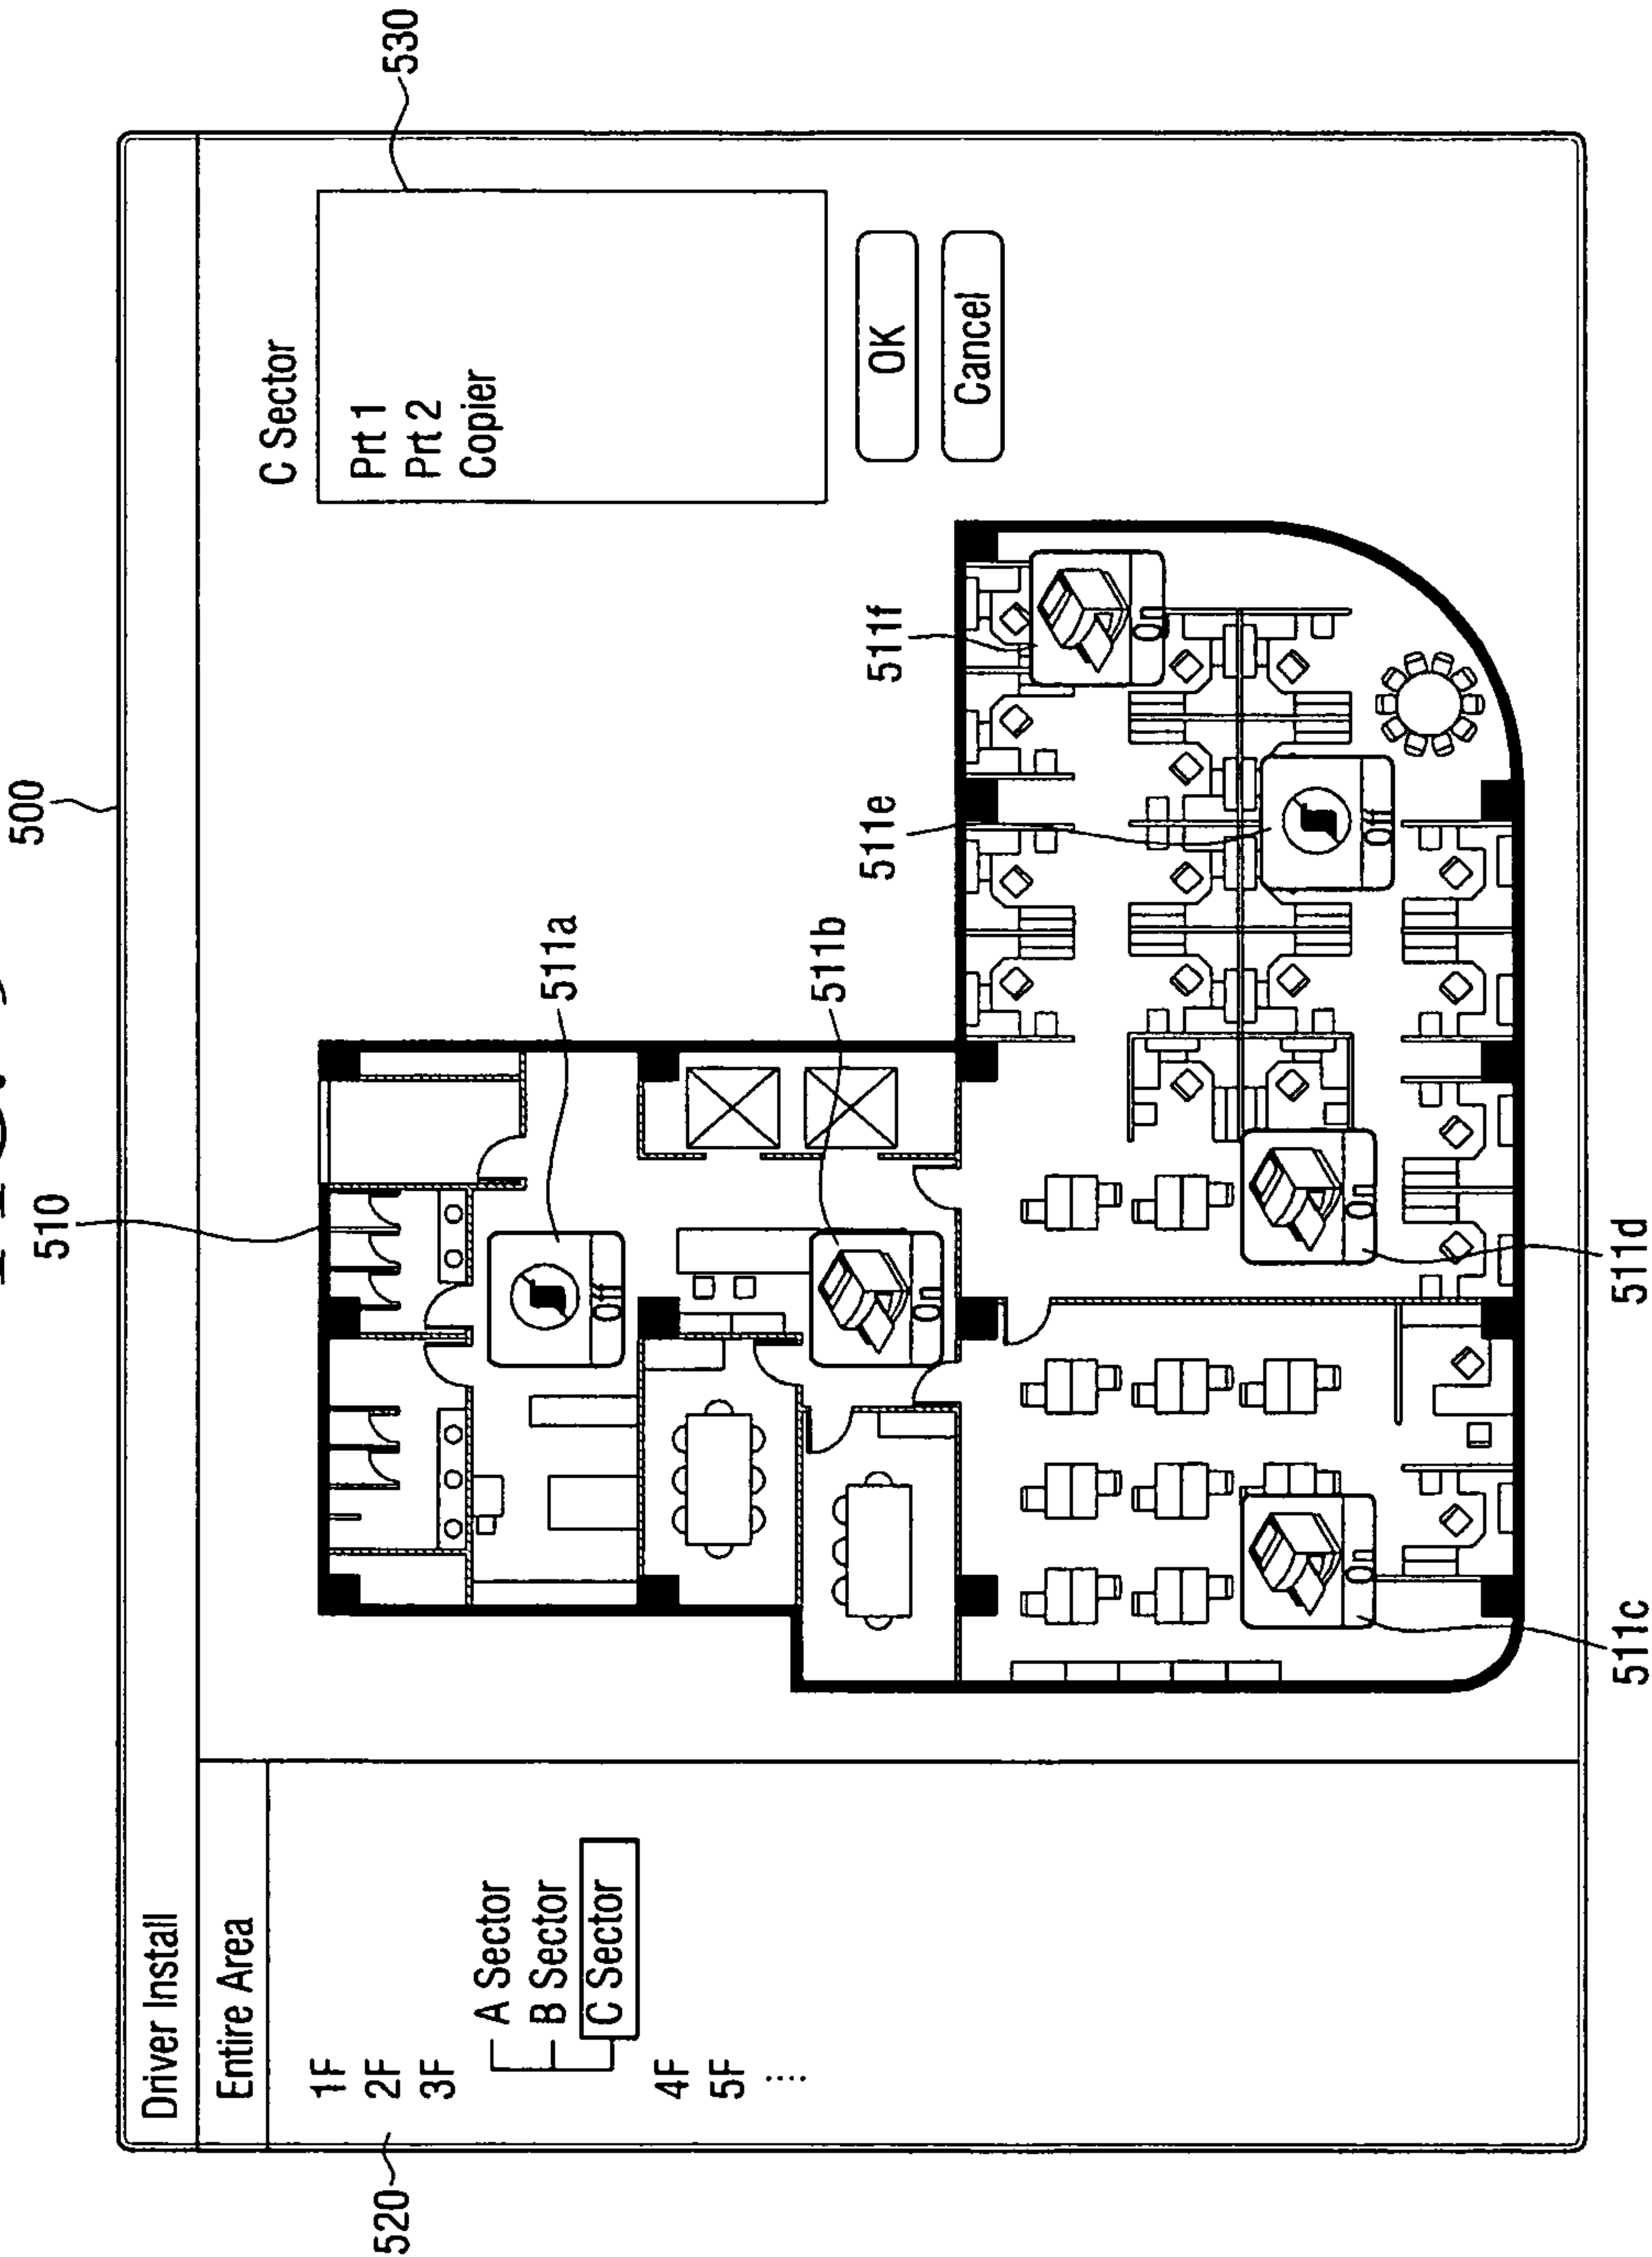 500
510
Driver Install
Entire Area
520
1F
2F
3F
A Sector
B Sector
C Sector
4F
5F
C Sector
530
Prt 1
Prt 2
Copier
OK
Cancel
511a
Off
511b
On
511c
On
511d
On
511e
Off
511f
On